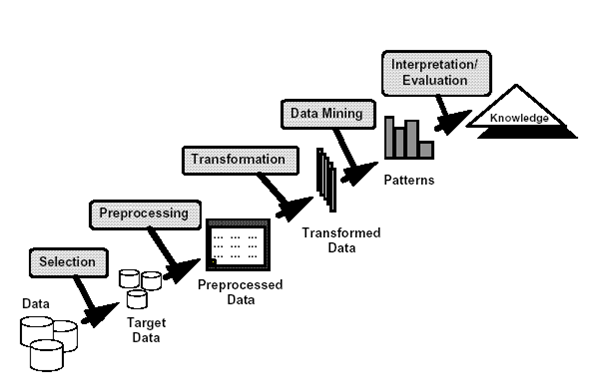 Interpretation/
Evaluation
Data Mining
Knowledge
Transformation
Patterns
Preprocessing
Transformed
Data
Selection
Preprocessed
Data
Data
Target
Data